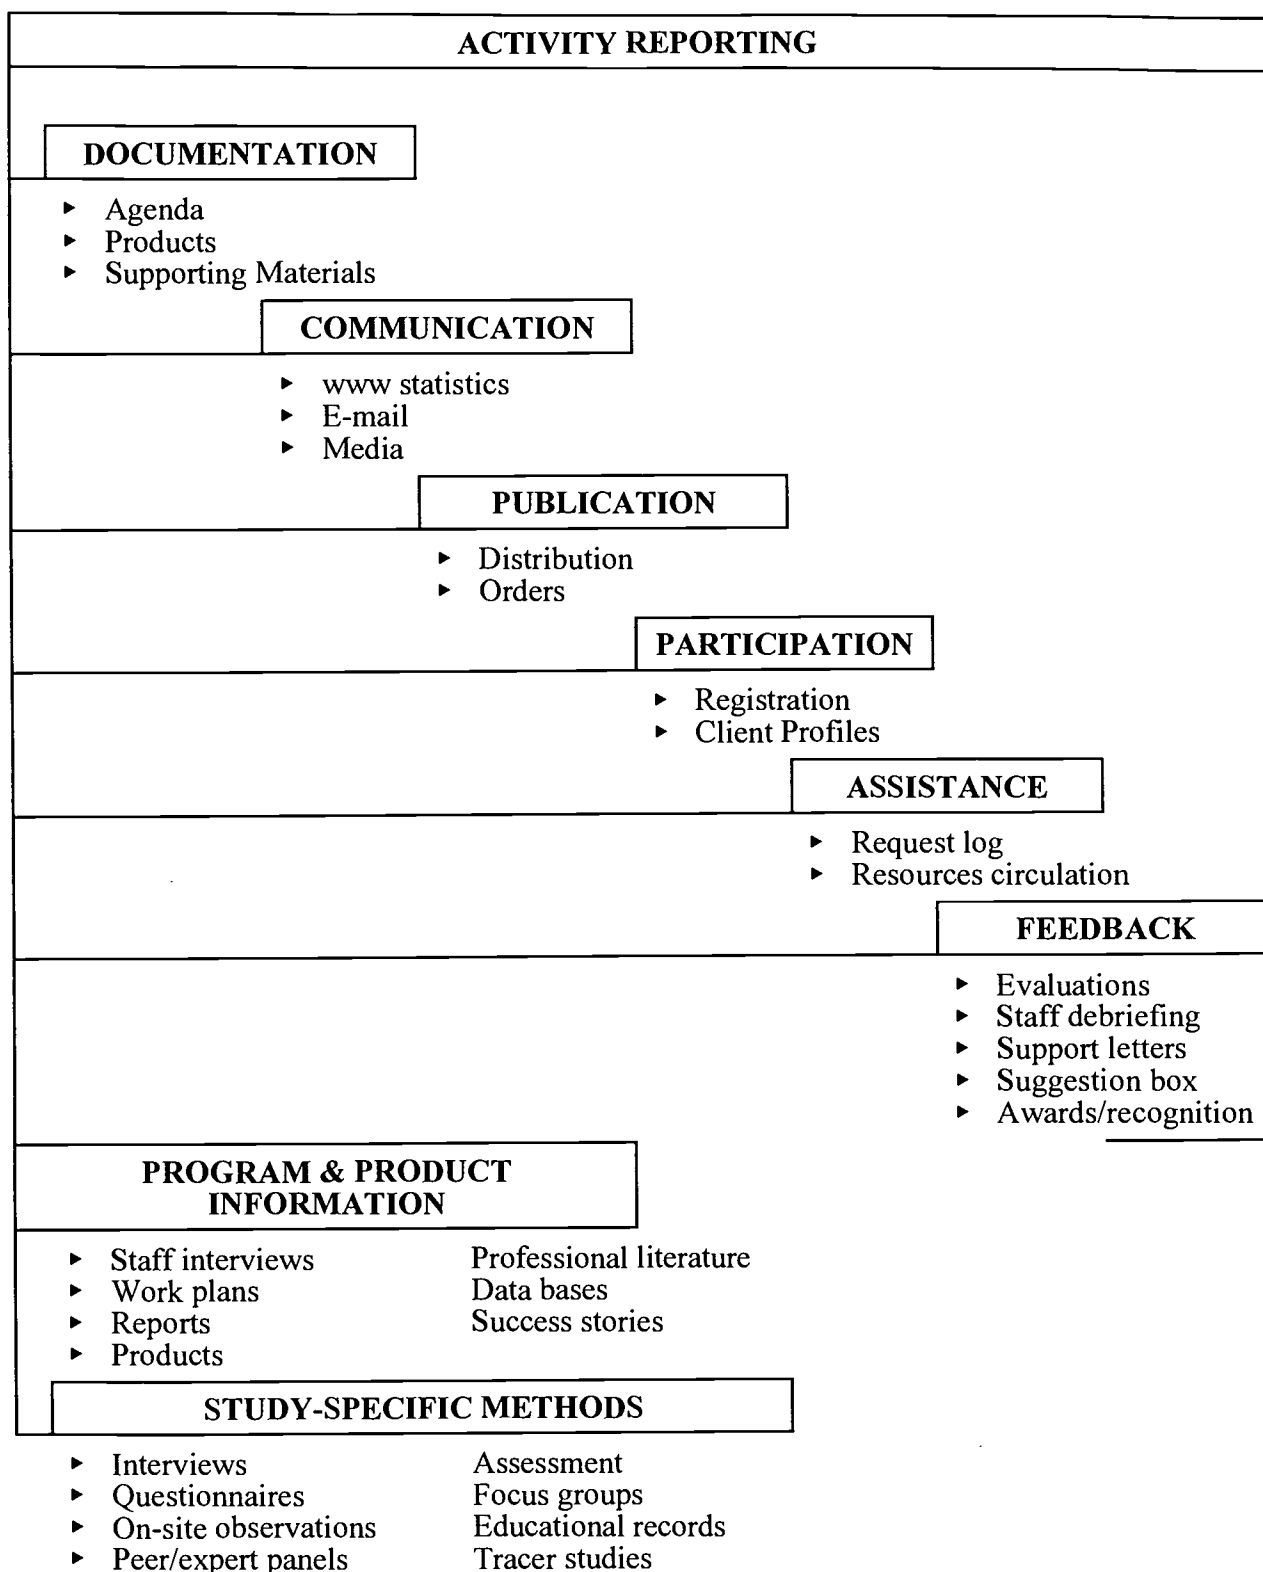 ACTIVITY REPORTING
DOCUMENTATION
▸ Agenda
▸ Products
▸ Supporting Materials
COMMUNICATION
▸ www statistics
▸ E-mail
▸ Media
PUBLICATION
▸ Distribution
▸ Orders
PARTICIPATION
▸ Registration
▸ Client Profiles
ASSISTANCE
▸ Request log
▸ Resources circulation
FEEDBACK
▸ Evaluations
▸ Staff debriefing
▸ Support letters
▸ Suggestion box
▸ Awards/recognition
PROGRAM & PRODUCT
INFORMATION
▸ Staff interviews
▸ Work plans
▸ Reports
▸ Products
Professional literature
Data bases
Success stories
STUDY-SPECIFIC METHODS
▸ Interviews
▸ Questionnaires
▸ On-site observations
▸ Peer/expert panels
Assessment
Focus groups
Educational records
Tracer studies